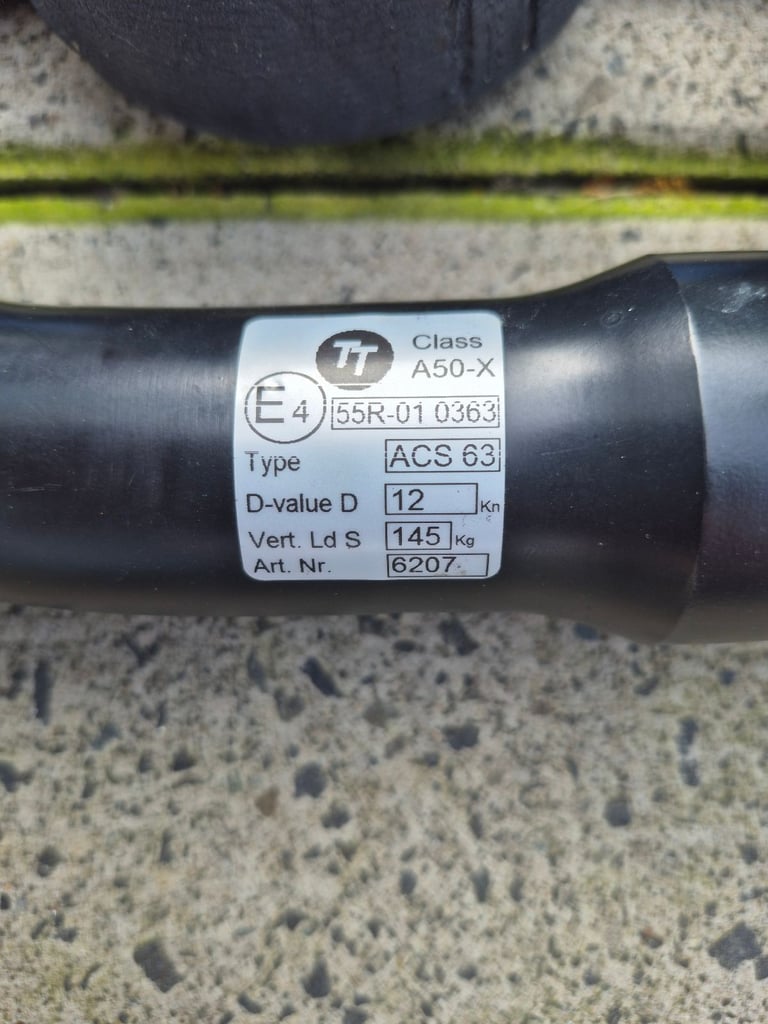 TT
Class
A50-X
E4
55R-01 0363
Type ACS 63
D-value D 12 Kn
Vert. Ld S 145 Kg
Art. Nr. 6207